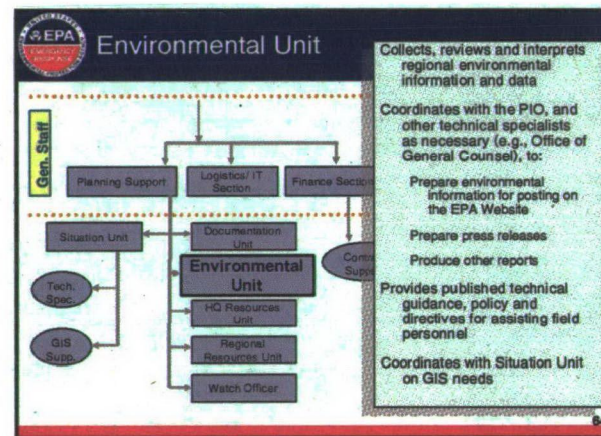 UNITED STATES
EPA
EMERGENCY
RESPONSE
Environmental Unit
Gen. Staff
Planning Support
Logistics/ IT
Section
Finance Section
Situation Unit
Documentation
Unit
Environmental
Unit
Tech.
Spec.
HQ Resources
Unit
GIS
Supp.
Regional
Resources Unit
Watch Officer
Collects, reviews and interprets
regional environmental
information and data
Coordinates with the PIO, and
other technical specialists
as necessary (e.g., Office of
General Counsel), to:
Prepare environmental
information for posting on
the EPA Website
Prepare press releases
Produce other reports
Provides published technical
guidance, policy and
directives for assisting field
personnel
Coordinates with Situation Unit
on GIS needs